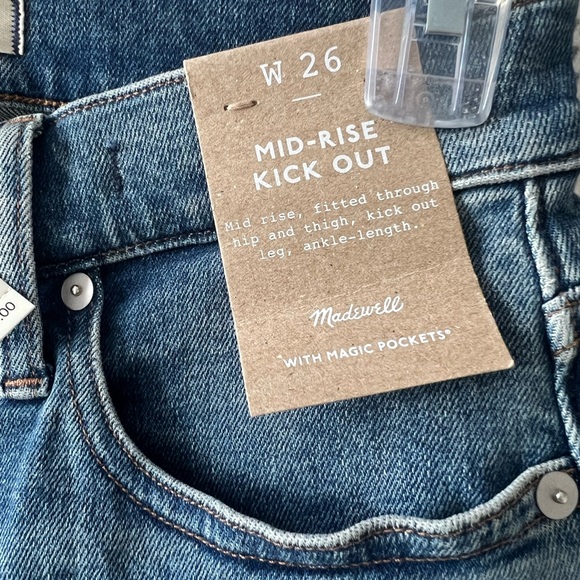 W 26
MID-RISE
KICK OUT
Mid rise, fitted through
hip and thigh, kick out
leg, ankle-length.
Madewell
"WITH MAGIC POCKETS"
.00